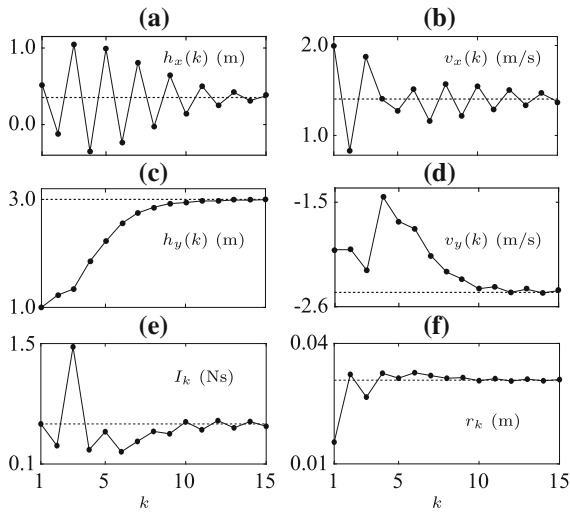 (a)
(b)
1.0
0.0
h_x(k) (m)
2.0
1.0
v_x(k) (m/s)
(c)
(d)
3.0
1.0
h_y(k) (m)
-1.5
-2.6
v_y(k) (m/s)
(e)
(f)
1.5
0.1
I_k (Ns)
0.04
0.01
r_k (m)
1 5 10 15
1 5 10 15
k
k